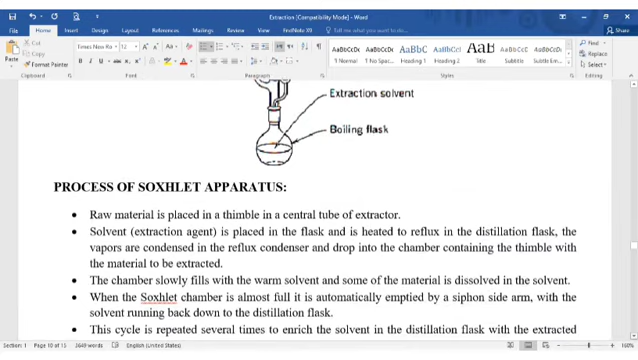 Extraction [Compatibility Mode] - Word
File Home Insert Design Layout References Mailings Review View EndNote X9 Tell me what you want to do... Share
Cut
Copy
Format Painter
Paste
Times New Ro 12
AaBbCcDc AaBbCcDc AaBbC AaBbCcI AaB AaBbCcD AaBbCcDc
1 Normal 1 No Spac... Heading 1 Heading 2 Title Subtitle Subtle Em...
Find
Replace
Select
Clipboard Font Paragraph Styles Editing
Extraction solvent
Boiling flask
PROCESS OF SOXHLET APPARATUS:
• Raw material is placed in a thimble in a central tube of extractor.
• Solvent (extraction agent) is placed in the flask and is heated to reflux in the distillation flask, the
vapors are condensed in the reflux condenser and drop into the chamber containing the thimble with
the material to be extracted.
• The chamber slowly fills with the warm solvent and some of the material is dissolved in the solvent.
• When the Soxhlet chamber is almost full it is automatically emptied by a siphon side arm, with the
solvent running back down to the distillation flask.
• This cycle is repeated several times to enrich the solvent in the distillation flask with the extracted
Section: 1 Page 10 of 15 3649 words English (United States) 160%